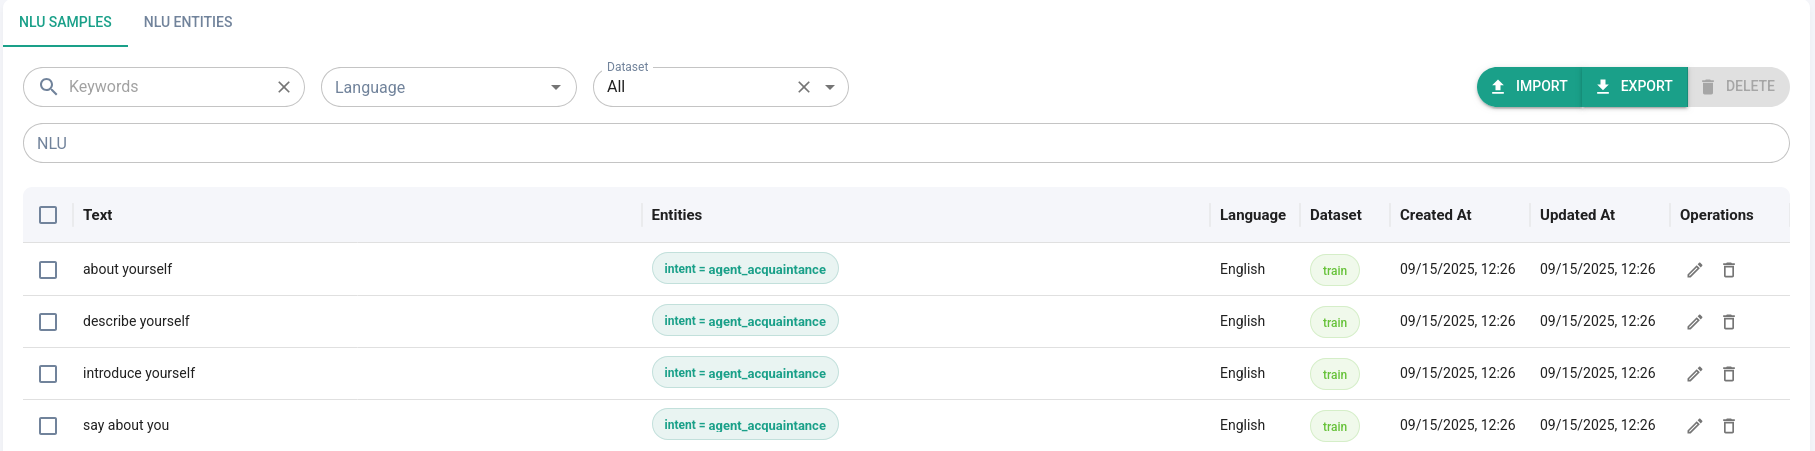 NLU SAMPLES NLU ENTITIES
Dataset
Keywords Language All IMPORT EXPORT DELETE
NLU
Text Entities Language Dataset Created At Updated At Operations
about yourself intent = agent_acquaintance English train 09/15/2025, 12:26 09/15/2025, 12:26
describe yourself intent = agent_acquaintance English train 09/15/2025, 12:26 09/15/2025, 12:26
introduce yourself intent = agent_acquaintance English train 09/15/2025, 12:26 09/15/2025, 12:26
say about you intent = agent_acquaintance English train 09/15/2025, 12:26 09/15/2025, 12:26